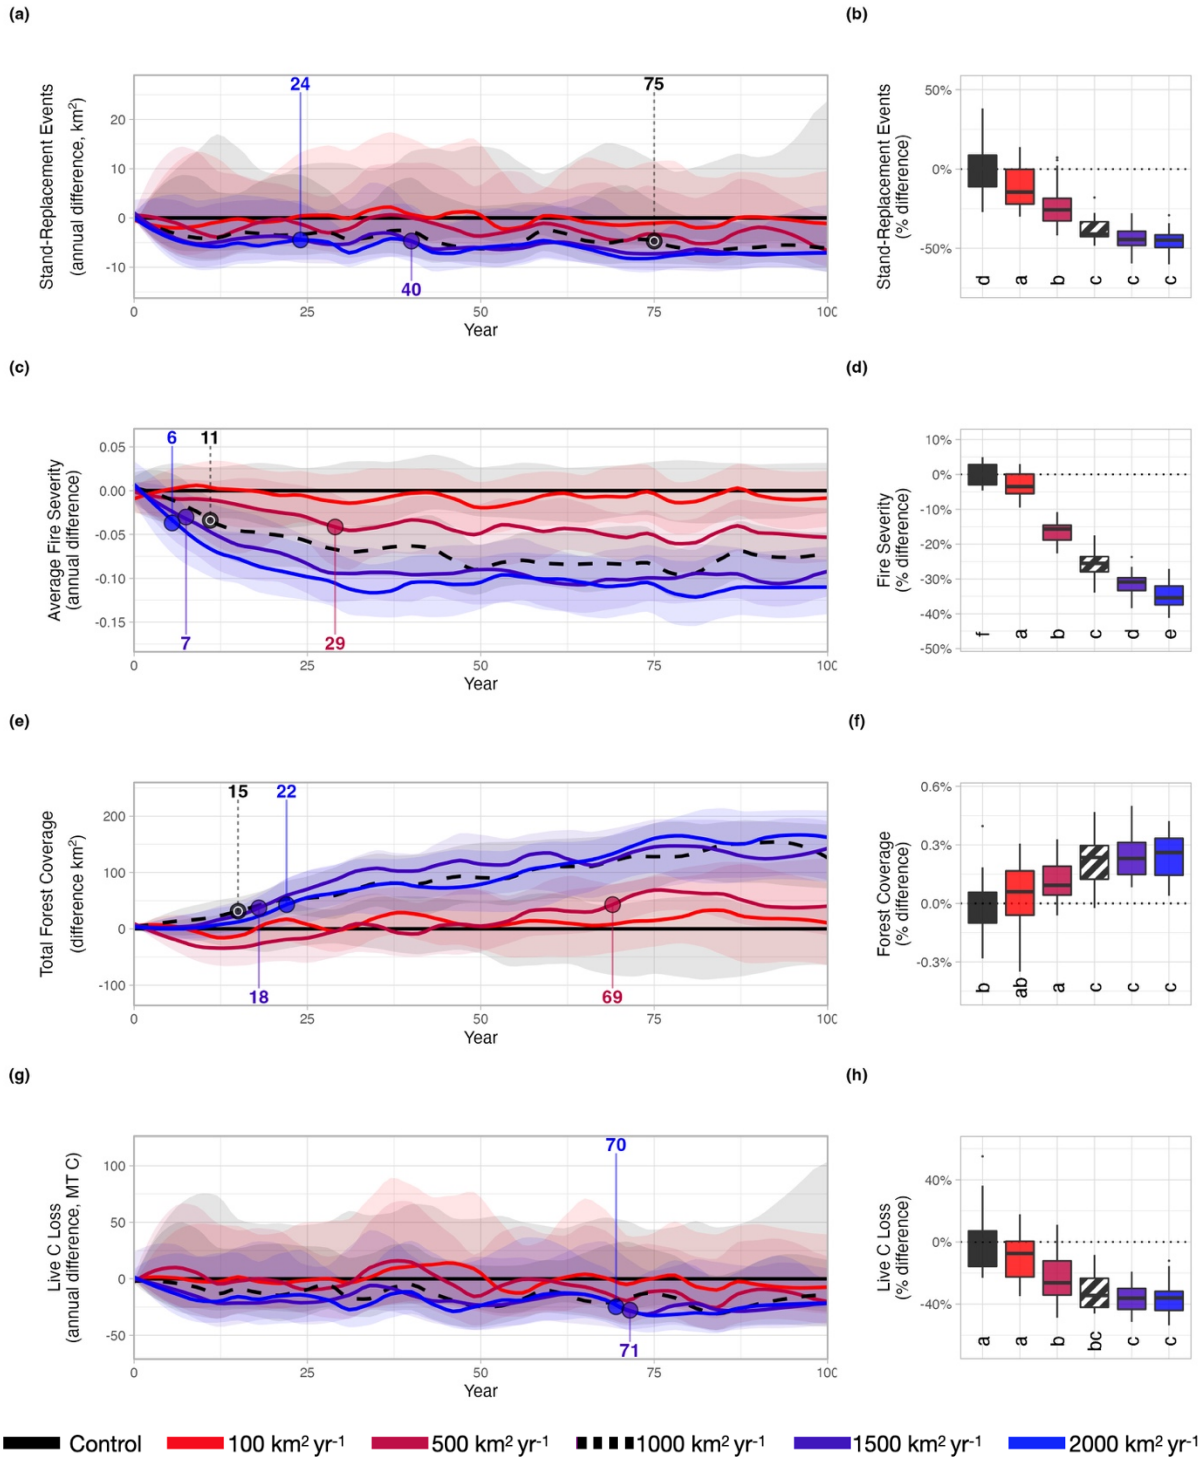 (a)
(b)
24
75
Stand-Replacement Events
(annual difference, km²)
20
10
0
-10
40
0
25
50
75
100
Year
Stand-Replacement Events
(% difference)
50%
0%
-50%
d
a
b
c
c
c
(c)
(d)
6
11
Average Fire Severity
(annual difference)
0.05
0.00
-0.05
-0.10
-0.15
7
29
0
25
50
75
100
Year
Fire Severity
(% difference)
10%
0%
-10%
-20%
-30%
-40%
-50%
f
a
b
c
d
e
(e)
(f)
15
22
Total Forest Coverage
(difference km²)
200
100
0
-100
18
69
0
25
50
75
100
Year
Forest Coverage
(% difference)
0.6%
0.3%
0.0%
-0.3%
b
ab
a
c
c
c
(g)
(h)
70
Live C Loss
(annual difference, MT C)
100
50
0
-50
71
0
25
50
75
100
Year
Live C Loss
(% difference)
40%
0%
-40%
a
a
b
bc
c
c
Control 100 km² yr⁻¹ 500 km² yr⁻¹ 1000 km² yr⁻¹ 1500 km² yr⁻¹ 2000 km² yr⁻¹